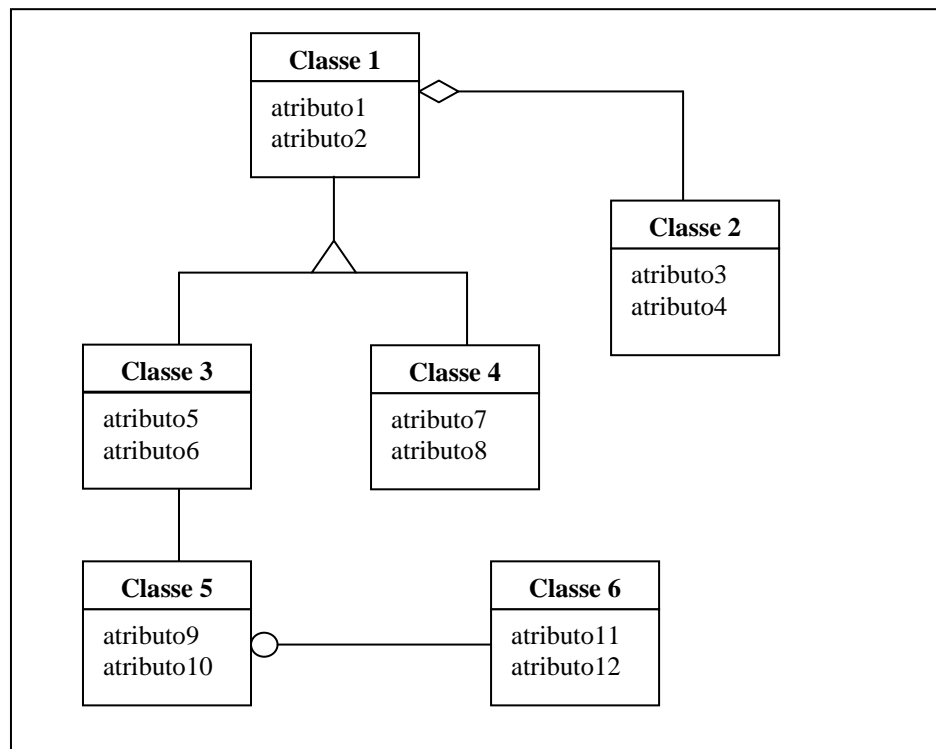 Classe 1
atributo1
atributo2
Classe 2
atributo3
atributo4
Classe 3
atributo5
atributo6
Classe 4
atributo7
atributo8
Classe 5
atributo9
atributo10
Classe 6
atributo11
atributo12